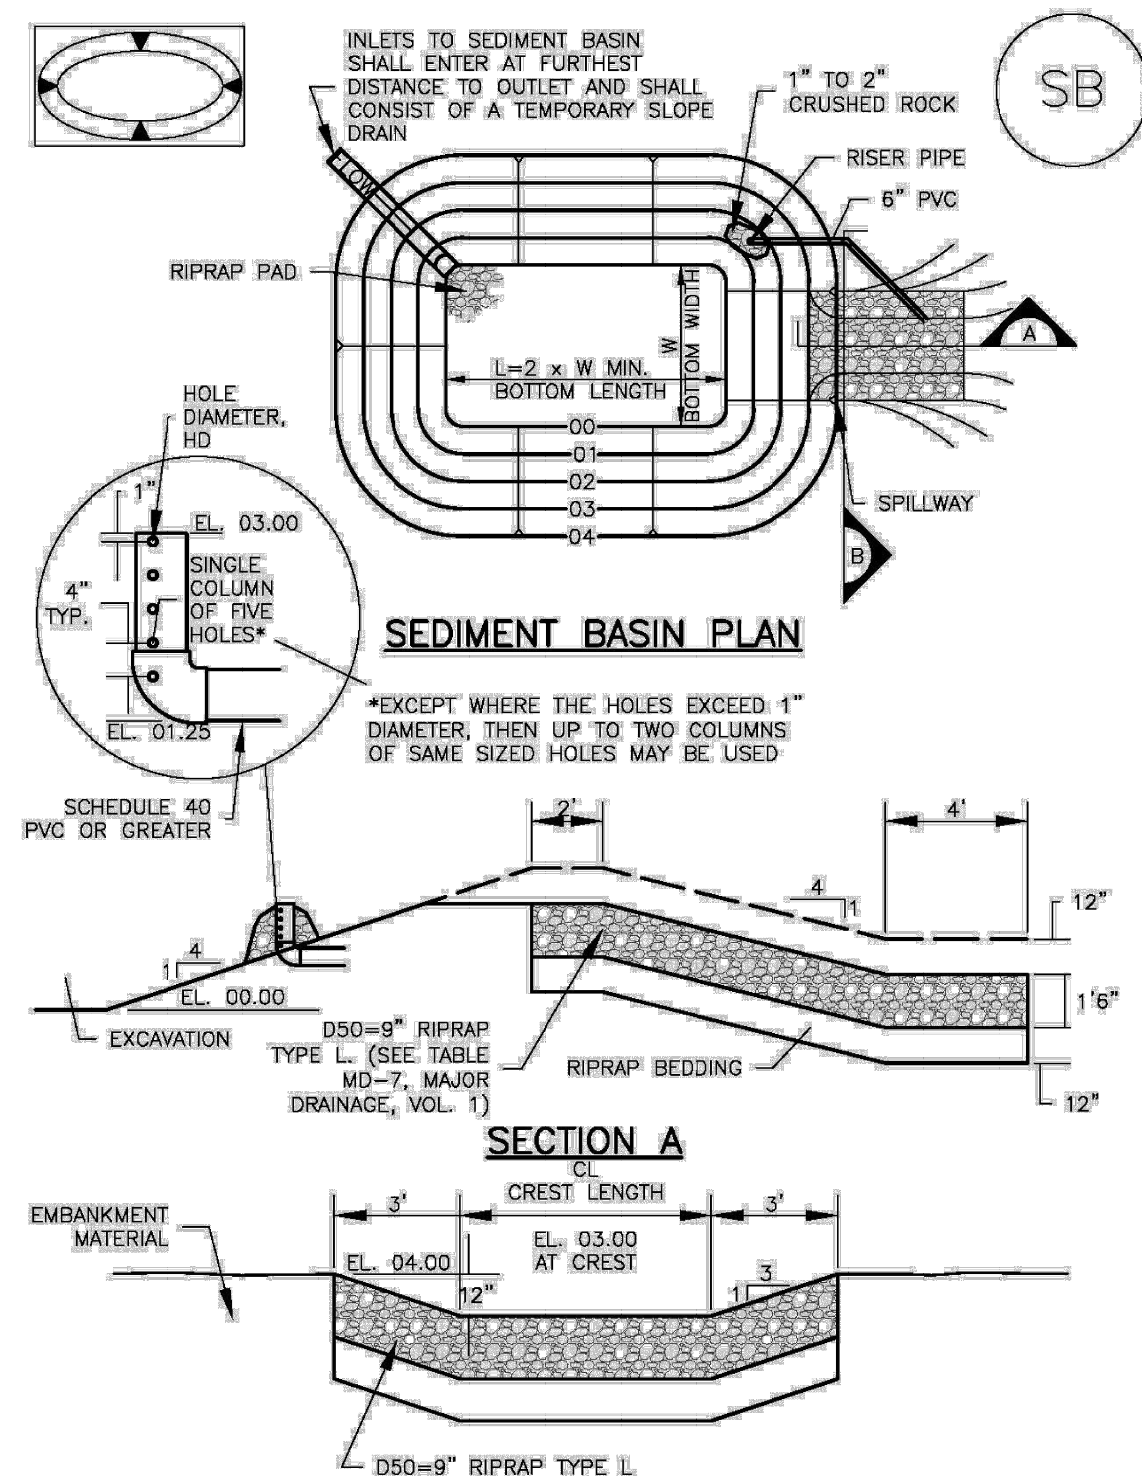 INLETS TO SEDIMENT BASIN
SHALL ENTER AT FURTHEST
DISTANCE TO OUTLET AND SHALL
CONSIST OF A TEMPORARY SLOPE
DRAIN
1" TO 2"
CRUSHED ROCK
SB
RISER PIPE
6" PVC
FLOW
RIPRAP PAD
W
BOTTOM WIDTH
L=2 x W MIN.
BOTTOM LENGTH
A
00
01
02
03
04
SPILLWAY
B
HOLE
DIAMETER,
HD
1"
EL. 03.00
4"
TYP.
SINGLE
COLUMN
OF FIVE
HOLES*
EL. 01.25
SEDIMENT BASIN PLAN
*EXCEPT WHERE THE HOLES EXCEED 1"
DIAMETER, THEN UP TO TWO COLUMNS
OF SAME SIZED HOLES MAY BE USED
SCHEDULE 40
PVC OR GREATER
2'
4'
4
1
12"
4
1
EL. 00.00
EXCAVATION
1'6"
D50=9" RIPRAP
TYPE L. (SEE TABLE
MD-7, MAJOR
DRAINAGE, VOL. 1)
RIPRAP BEDDING
12"
SECTION A
CL
CREST LENGTH
3'
3'
EMBANKMENT
MATERIAL
EL. 03.00
AT CREST
EL. 04.00
12"
3
1
D50=9" RIPRAP TYPE L